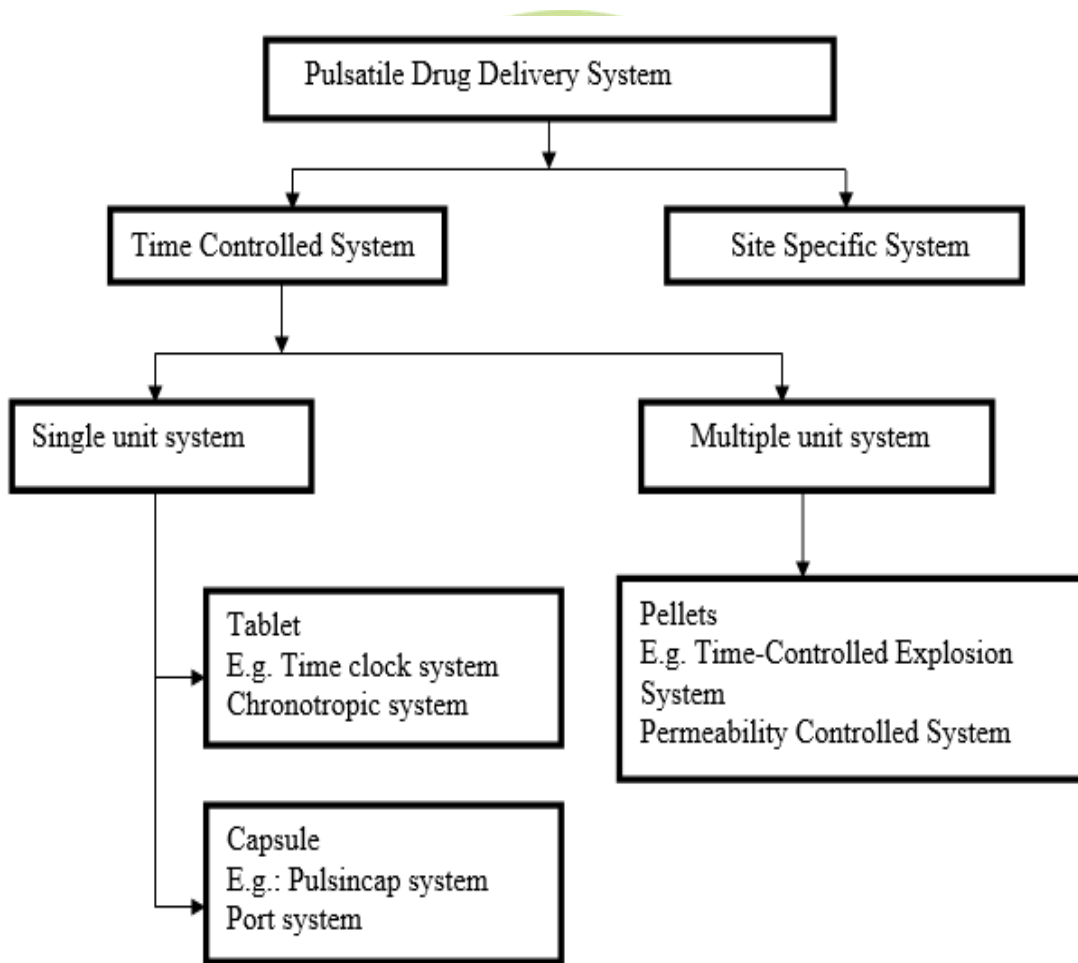 Pulsatile Drug Delivery System
Time Controlled System
Site Specific System
Single unit system
Multiple unit system
Tablet
E.g. Time clock system
Chronotropic system
Pellets
E.g. Time-Controlled Explosion
System
Permeability Controlled System
Capsule
E.g.: Pulsincap system
Port system